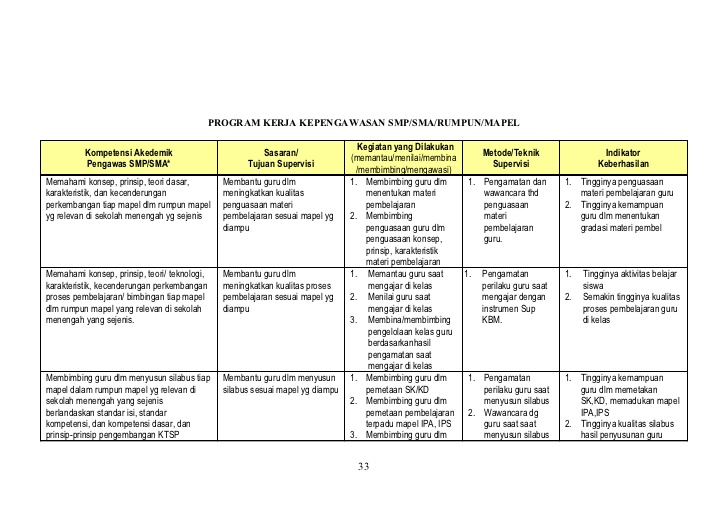 PROGRAM KERJA KEPENGAWASAN SMP/SMA/RUMPUN/MAPEL
Kompetensi Akedemik
Pengawas SMP/SMA*
Sasaran/
Tujuan Supervisi
Kegiatan yang Dilakukan
(memantau/menilai/membina
/membimbing/mengawasi)
Metode/Teknik
Supervisi
Indikator
Keberhasilan
Memahami konsep, prinsip, teori dasar,
karakteristik, dan kecenderungan
perkembangan tiap mapel dlm rumpun mapel
yg relevan di sekolah menengah yg sejenis
Membantu guru dlm
meningkatkan kualitas
penguasaan materi
pembelajaran sesuai mapel yg
diampu
1. Membimbing guru dlm
menentukan materi
pembelajaran
2. Membimbing
penguasaan guru dlm
penguasaan konsep,
prinsip, karakteristik
materi pembelajaran
1. Pengamatan dan
wawancara thd
penguasaan
materi
pembelajaran
guru.
1. Tingginya penguasaan
materi pembelajaran guru
2. Tingginya kemampuan
guru dlm menentukan
gradasi materi pembel
Memahami konsep, prinsip, teori/ teknologi,
karakteristik, kecenderungan perkembangan
proses pembelajaran/ bimbingan tiap mapel
dlm rumpun mapel yang relevan di sekolah
menengah yang sejenis.
Membantu guru dlm
meningkatkan kualitas proses
pembelajaran sesuai mapel yg
diampu
1. Memantau guru saat
mengajar di kelas
2. Menilai guru saat
mengajar di kelas
3. Membina/membimbing
pengelolaan kelas guru
berdasarkanhasil
pengamatan saat
mengajar di kelas
1. Pengamatan
perilaku guru saat
mengajar dengan
instrumen Sup
KBM.
1. Tingginya aktivitas belajar
siswa
2. Semakin tingginya kualitas
proses pembelajaran guru
di kelas
Membimbing guru dlm menyusun silabus tiap
mapel dalam rumpun mapel yg relevan di
sekolah menengah yang sejenis
berlandaskan standar isi, standar
kompetensi, dan kompetensi dasar, dan
prinsip-prinsip pengembangan KTSP
Membantu guru dlm menyusun
silabus sesuai mapel yg diampu
1. Membimbing guru dlm
pemetaan SK/KD
2. Membimbing guru dlm
pemetaan pembelajaran
terpadu mapel IPA, IPS
3. Membimbing guru dlm
1. Pengamatan
perilaku guru saat
menyusun silabus
2. Wawancara dg
guru saat saat
menyusun silabus
1. Tingginya kemampuan
guru dlm memetakan
SK,KD, memadukan mapel
IPA,IPS
2. Tingginya kualitas silabus
hasil penyusunan guru
33